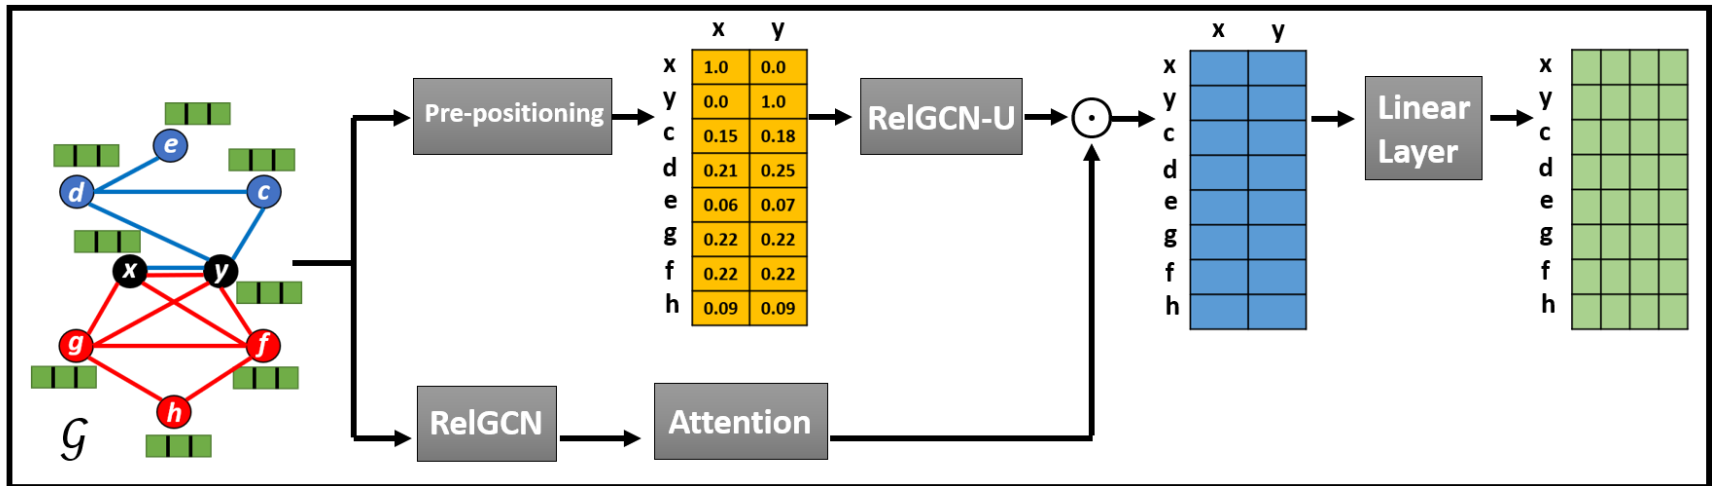 e
d
c
x
y
g
f
h
𝒢
Pre-positioning
x y
x 1.0 0.0
y 0.0 1.0
c 0.15 0.18
d 0.21 0.25
e 0.06 0.07
g 0.22 0.22
f 0.22 0.22
h 0.09 0.09
RelGCN-U
RelGCN
Attention
x y
x
y
c
d
e
g
f
h
Linear
Layer
x
y
c
d
e
g
f
h